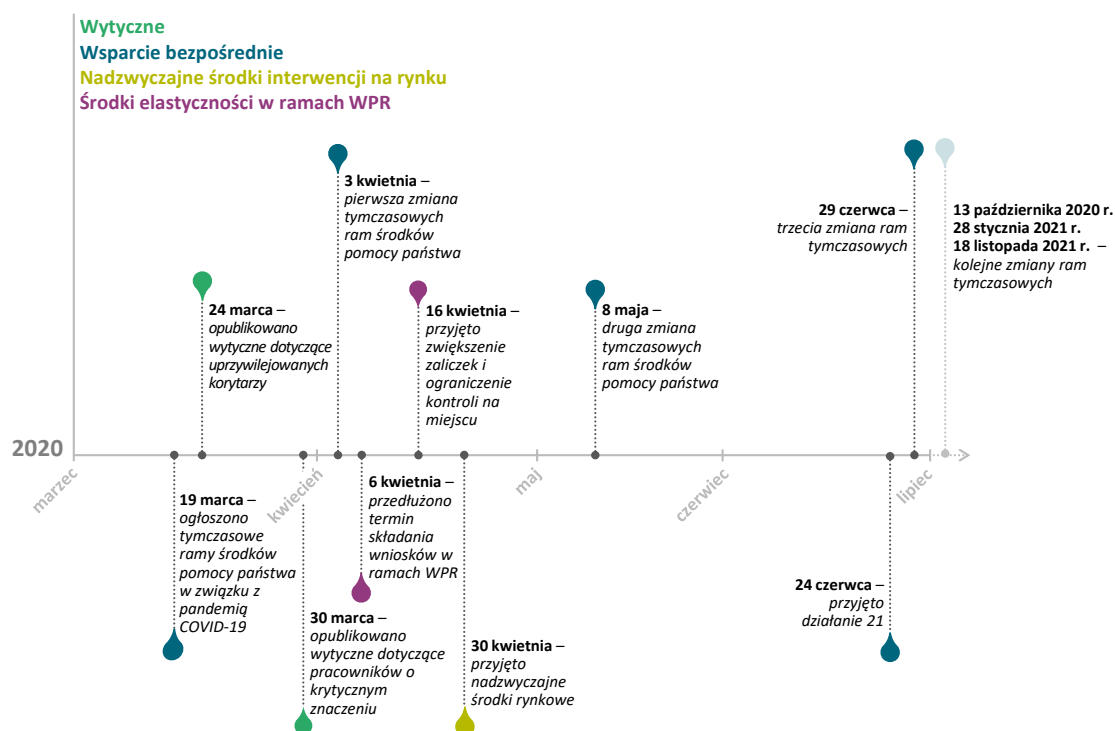 Wytyczne
Wsparcie bezpośrednie
Nadzwyczajne środki interwencji na rynku
Środki elastyczności w ramach WPR
3 kwietnia –
pierwsza zmiana
tymczasowych
ram środków
pomocy państwa
29 czerwca –
trzecia zmiana ram
tymczasowych
13 października 2020 r.
28 stycznia 2021 r.
18 listopada 2021 r. –
kolejne zmiany ram
tymczasowych
24 marca –
opublikowano
wytyczne dotyczące
uprzywilejowanych
korytarzy
16 kwietnia –
przyjęto
zwiększenie
zaliczek i
ograniczenie
kontroli na
miejscu
8 maja –
druga zmiana
tymczasowych
ram środków
pomocy państwa
2020
marzec
kwiecień
maj
czerwiec
lipiec
19 marca –
ogłoszono
tymczasowe
ramy środków
pomocy państwa
w związku z
pandemią
COVID-19
6 kwietnia –
przedłużono
termin
składania
wniosków w
ramach WPR
30 marca –
opublikowano
wytyczne dotyczące
pracowników o
krytycznym
znaczeniu
30 kwietnia –
przyjęto
nadzwyczajne
środki rynkowe
24 czerwca –
przyjęto
działanie 21